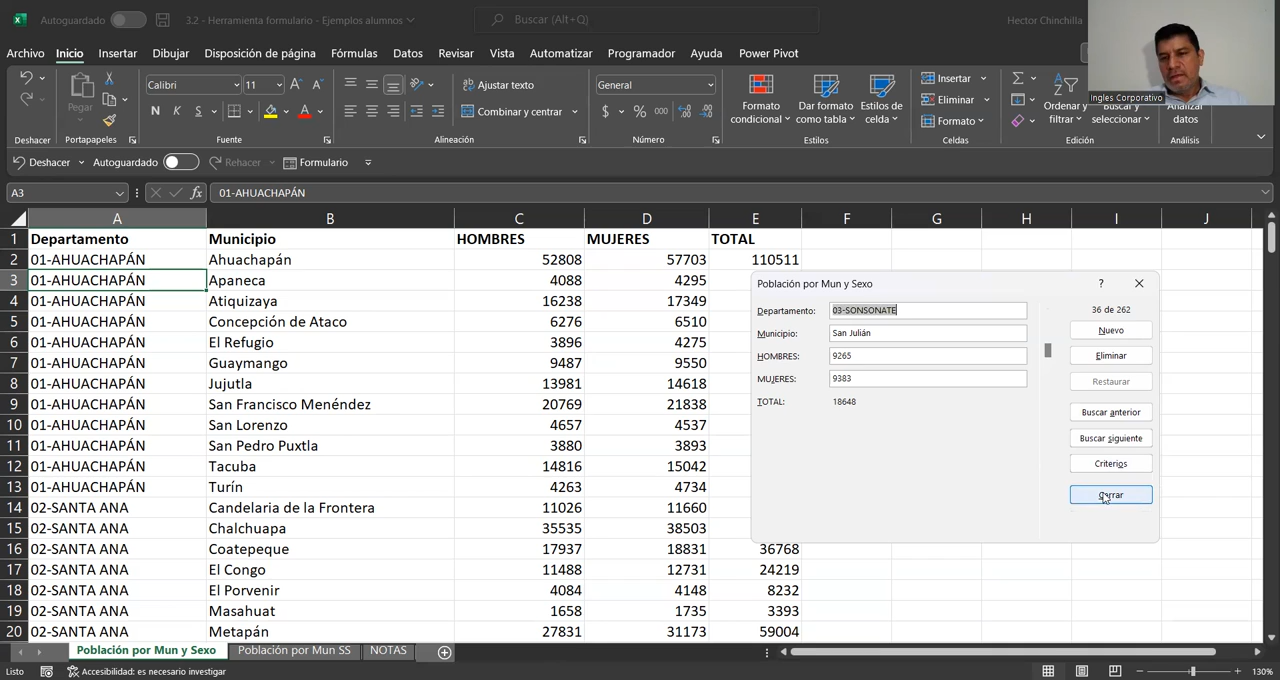 Autoguardado
3.2 - Herramienta formulario - Ejemplos alumnos
Buscar (Alt+Q)
Hector Chinchilla
Archivo Inicio Insertar Dibujar Disposición de página Fórmulas Datos Revisar Vista Automatizar Programador Ayuda Power Pivot
Pegar
Calibri 11
N K S
Ajustar texto
Combinar y centrar
General
$ % 000
Formato condicional
Dar formato como tabla
Estilos de celda
Insertar
Eliminar
Formato
Ordenar y filtrar
Buscar y seleccionar
Analizar datos
Ingles Corporativo
Deshacer Portapapeles Fuente Alineación Número Estilos Celdas Edición Análisis
Deshacer Autoguardado Rehacer Formulario
A3 fx 01-AHUACHAPÁN
A B C D E F G H I J
1 Departamento Municipio HOMBRES MUJERES TOTAL
2 01-AHUACHAPÁN Ahuachapán 52808 57703 110511
3 01-AHUACHAPÁN Apaneca 4088 4295
4 01-AHUACHAPÁN Atiquizaya 16238 17349
5 01-AHUACHAPÁN Concepción de Ataco 6276 6510
6 01-AHUACHAPÁN El Refugio 3896 4275
7 01-AHUACHAPÁN Guaymango 9487 9550
8 01-AHUACHAPÁN Jujutla 13981 14618
9 01-AHUACHAPÁN San Francisco Menéndez 20769 21838
10 01-AHUACHAPÁN San Lorenzo 4657 4537
11 01-AHUACHAPÁN San Pedro Puxtla 3880 3893
12 01-AHUACHAPÁN Tacuba 14816 15042
13 01-AHUACHAPÁN Turín 4263 4734
14 02-SANTA ANA Candelaria de la Frontera 11026 11660
15 02-SANTA ANA Chalchuapa 35535 38503
16 02-SANTA ANA Coatepeque 17937 18831 36768
17 02-SANTA ANA El Congo 11488 12731 24219
18 02-SANTA ANA El Porvenir 4084 4148 8232
19 02-SANTA ANA Masahuat 1658 1735 3393
20 02-SANTA ANA Metapán 27831 31173 59004
Población por Mun y Sexo ?
Departamento: 03-SONSONATE
Municipio: San Julián
HOMBRES: 9265
MUJERES: 9383
TOTAL: 18648
36 de 262
Nuevo
Eliminar
Restaurar
Buscar anterior
Buscar siguiente
Criterios
Cerrar
Población por Mun y Sexo Población por Mun SS NOTAS
Listo Accesibilidad: es necesario investigar 130%